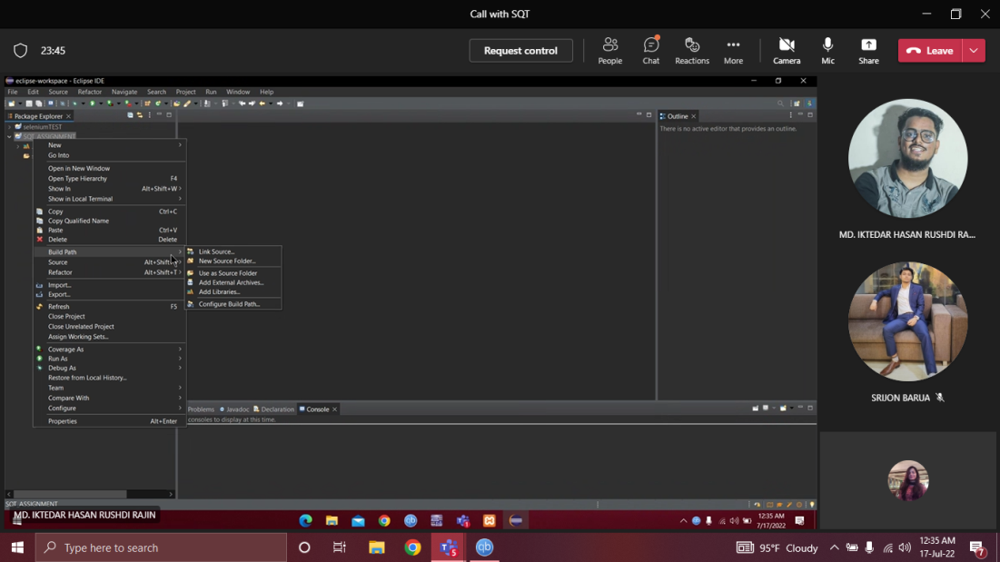 Call with SQT
23:45
Request control
People
Chat
Reactions
More
Camera
Mic
Share
Leave
eclipse-workspace - Eclipse IDE
File Edit Source Refactor Navigate Search Project Run Window Help
Package Explorer
Outline
seleniumTEST
There is no active editor that provides an outline.
SQT_ASSIGNMENT
New
Go Into
Open in New Window
Open Type Hierarchy F4
Show In Alt+Shift+W
Show in Local Terminal
Copy Ctrl+C
Copy Qualified Name
Paste Ctrl+V
Delete Delete
Build Path
Source Alt+Shift+
Refactor Alt+Shift+T
Import...
Export...
Refresh F5
Close Project
Close Unrelated Project
Assign Working Sets...
Coverage As
Run As
Debug As
Restore from Local History...
Team
Compare With
Configure
Properties Alt+Enter
Link Source...
New Source Folder...
Use as Source Folder
Add External Archives...
Add Libraries...
Configure Build Path...
Problems Javadoc Declaration Console
consoles to display at this time.
SQT_ASSIGNMENT
MD. IKTEDAR HASAN RUSHDI RAJIN
12:35 AM
7/17/2022
MD. IKTEDAR HASAN RUSHDI RA...
SRIJON BARUA
Type here to search
95°F Cloudy
12:35 AM
17-Jul-22
7